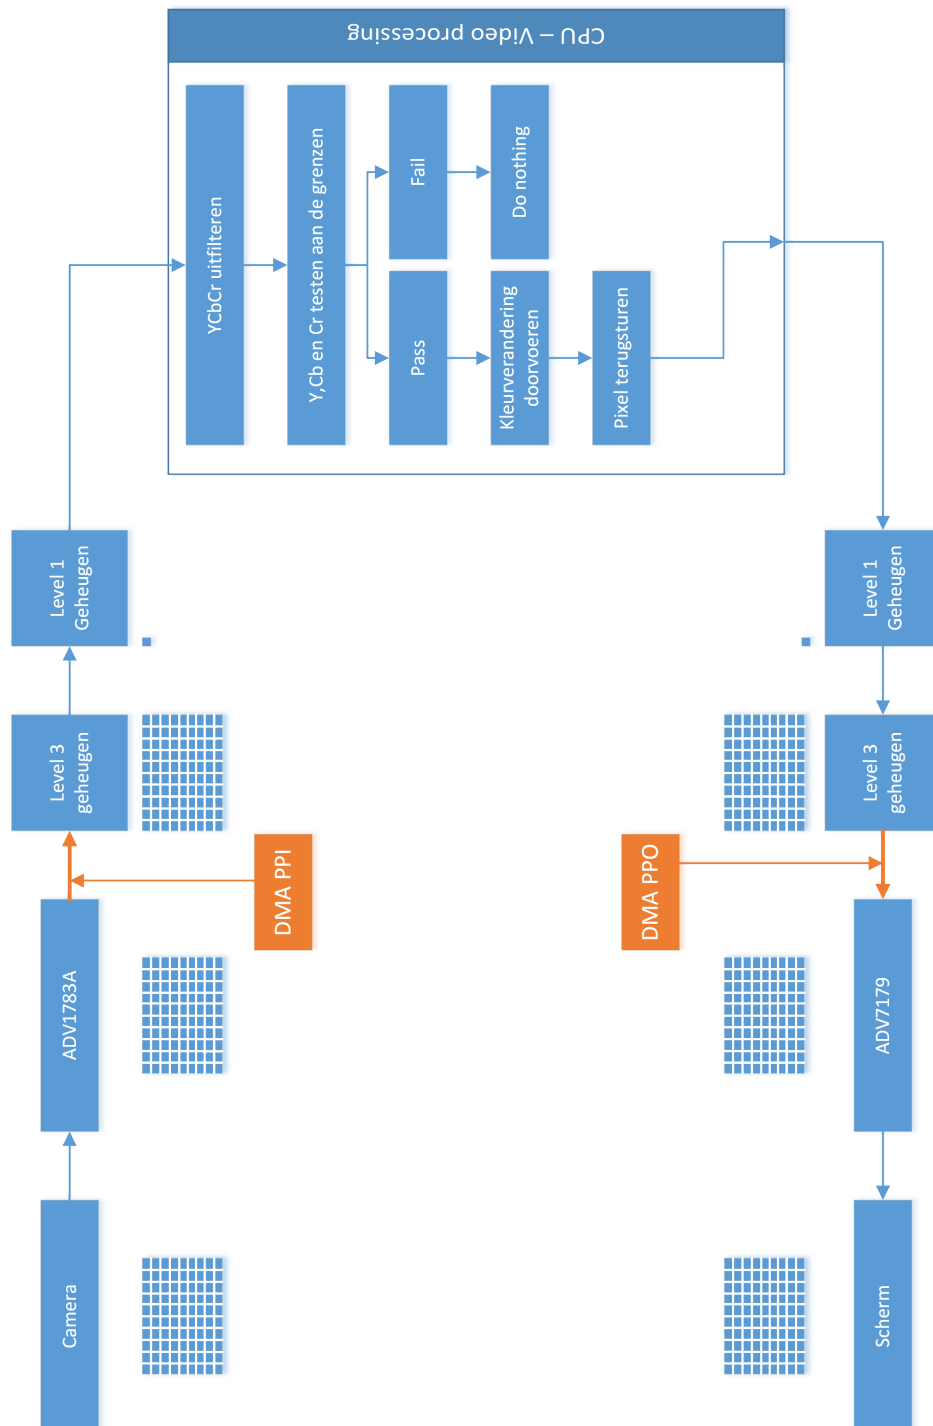 Camera
ADV1783A
DMA PPI
Level 3
geheugen
Level 1
Geheugen
CPU – Video processing
YCbCr uitfilteren
Y,Cb en Cr testen aan de grenzen
Pass
Fail
Kleurverandering
doorvoeren
Do nothing
Pixel terugsturen
Level 1
Geheugen
Level 3
geheugen
DMA PPO
ADV7179
Scherm